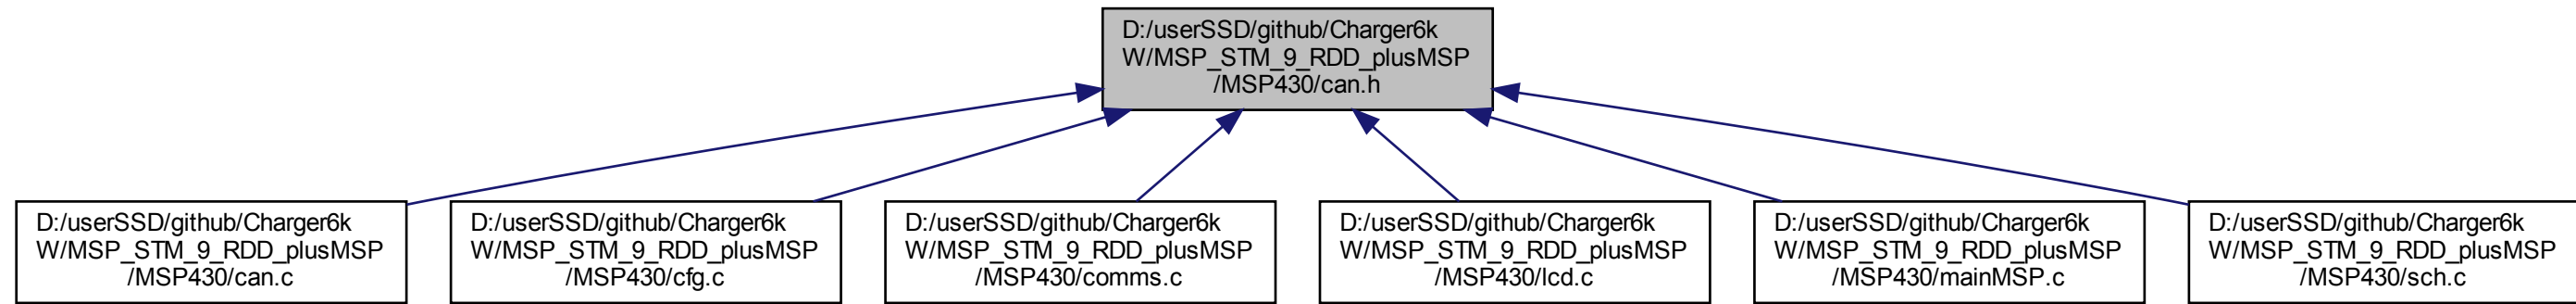 D:/userSSD/github/Charger6k
W/MSP_STM_9_RDD_plusMSP
/MSP430/can.h
D:/userSSD/github/Charger6k
W/MSP_STM_9_RDD_plusMSP
/MSP430/can.c
D:/userSSD/github/Charger6k
W/MSP_STM_9_RDD_plusMSP
/MSP430/cfg.c
D:/userSSD/github/Charger6k
W/MSP_STM_9_RDD_plusMSP
/MSP430/comms.c
D:/userSSD/github/Charger6k
W/MSP_STM_9_RDD_plusMSP
/MSP430/lcd.c
D:/userSSD/github/Charger6k
W/MSP_STM_9_RDD_plusMSP
/MSP430/mainMSP.c
D:/userSSD/github/Charger6k
W/MSP_STM_9_RDD_plusMSP
/MSP430/sch.c